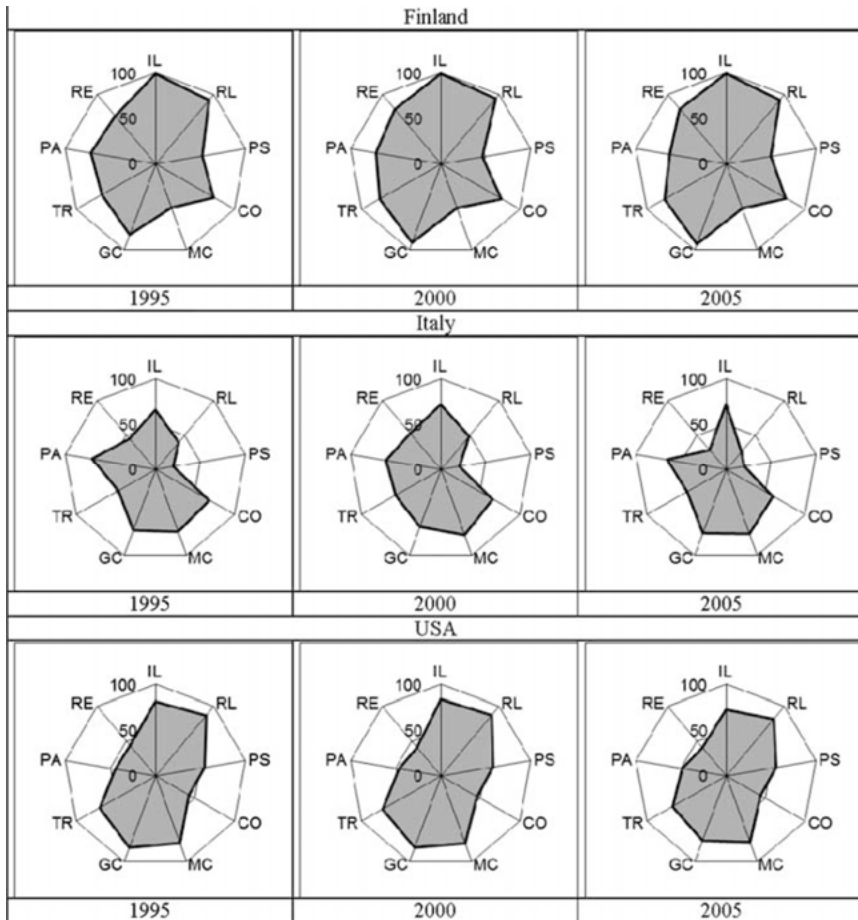 Finland
IL IL IL
100 100 100
RE RL RE RL RE RL
50 50 50
PA PS PA PS PA PS
0 0 0
TR CO TR CO TR CO
GC MC GC MC GC MC
1995 2000 2005
Italy
IL IL IL
100 100 100
RE RL RE RL RE RL
50 50 50
PA PS PA PS PA PS
0 0 0
TR CO TR CO TR CO
GC MC GC MC GC MC
1995 2000 2005
USA
IL IL IL
100 100 100
RE RL RE RL RE RL
50 50 50
PA PS PA PS PA PS
0 0 0
TR CO TR CO TR CO
GC MC GC MC GC MC
1995 2000 2005